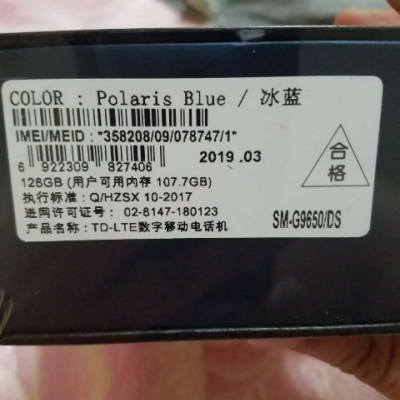 COLOR : Polaris Blue / 冰蓝
IMEI/MEID : *358208/09/078747/1*
6 922309 827406
2019 .03
合格
128GB (用户可用内存 107.7GB)
执行标准: Q/HZSX 10-2017
进网许可证号: 02-8147-180123
SM-G9650/DS
产品名称: TD-LTE数字移动电话机